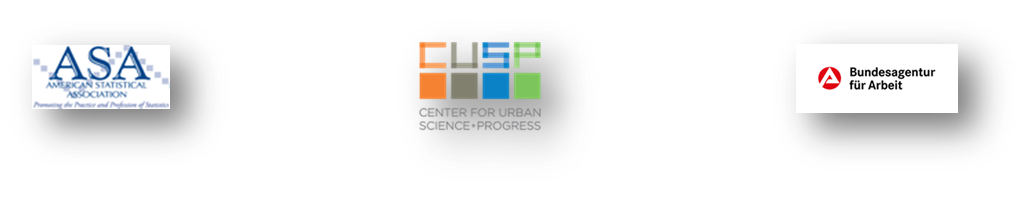 ASA
AMERICAN STATISTICAL
ASSOCIATION
Promoting the Practice and Profession of Statistics
CUSP
CENTER FOR URBAN
SCIENCE+PROGRESS
Bundesagentur
für Arbeit